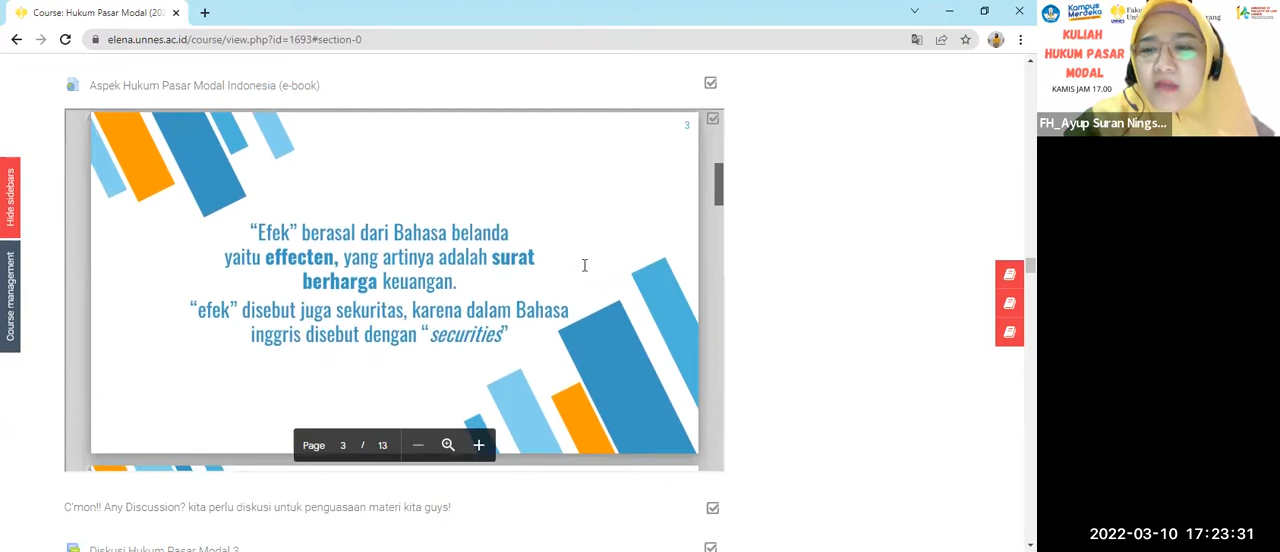 Course: Hukum Pasar Modal (202
elena.unnes.ac.id/course/view.php?id=1693#section-0
Aspek Hukum Pasar Modal Indonesia (e-book)
3
“Efek” berasal dari Bahasa belanda
yaitu effecten, yang artinya adalah surat
berharga keuangan.
“efek” disebut juga sekuritas, karena dalam Bahasa
inggris disebut dengan “securities”
Page 3 / 13
C'mon!! Any Discussion? kita perlu diskusi untuk penguasaan materi kita guys!
Diskusi Hukum Pasar Modal 3
Hide sidebars
Course management
Kampus
Merdeka
UNNES
KULIAH
HUKUM PASAR
MODAL
KAMIS JAM 17.00
FH_Ayup Suran Nings...
2022-03-10 17:23:31